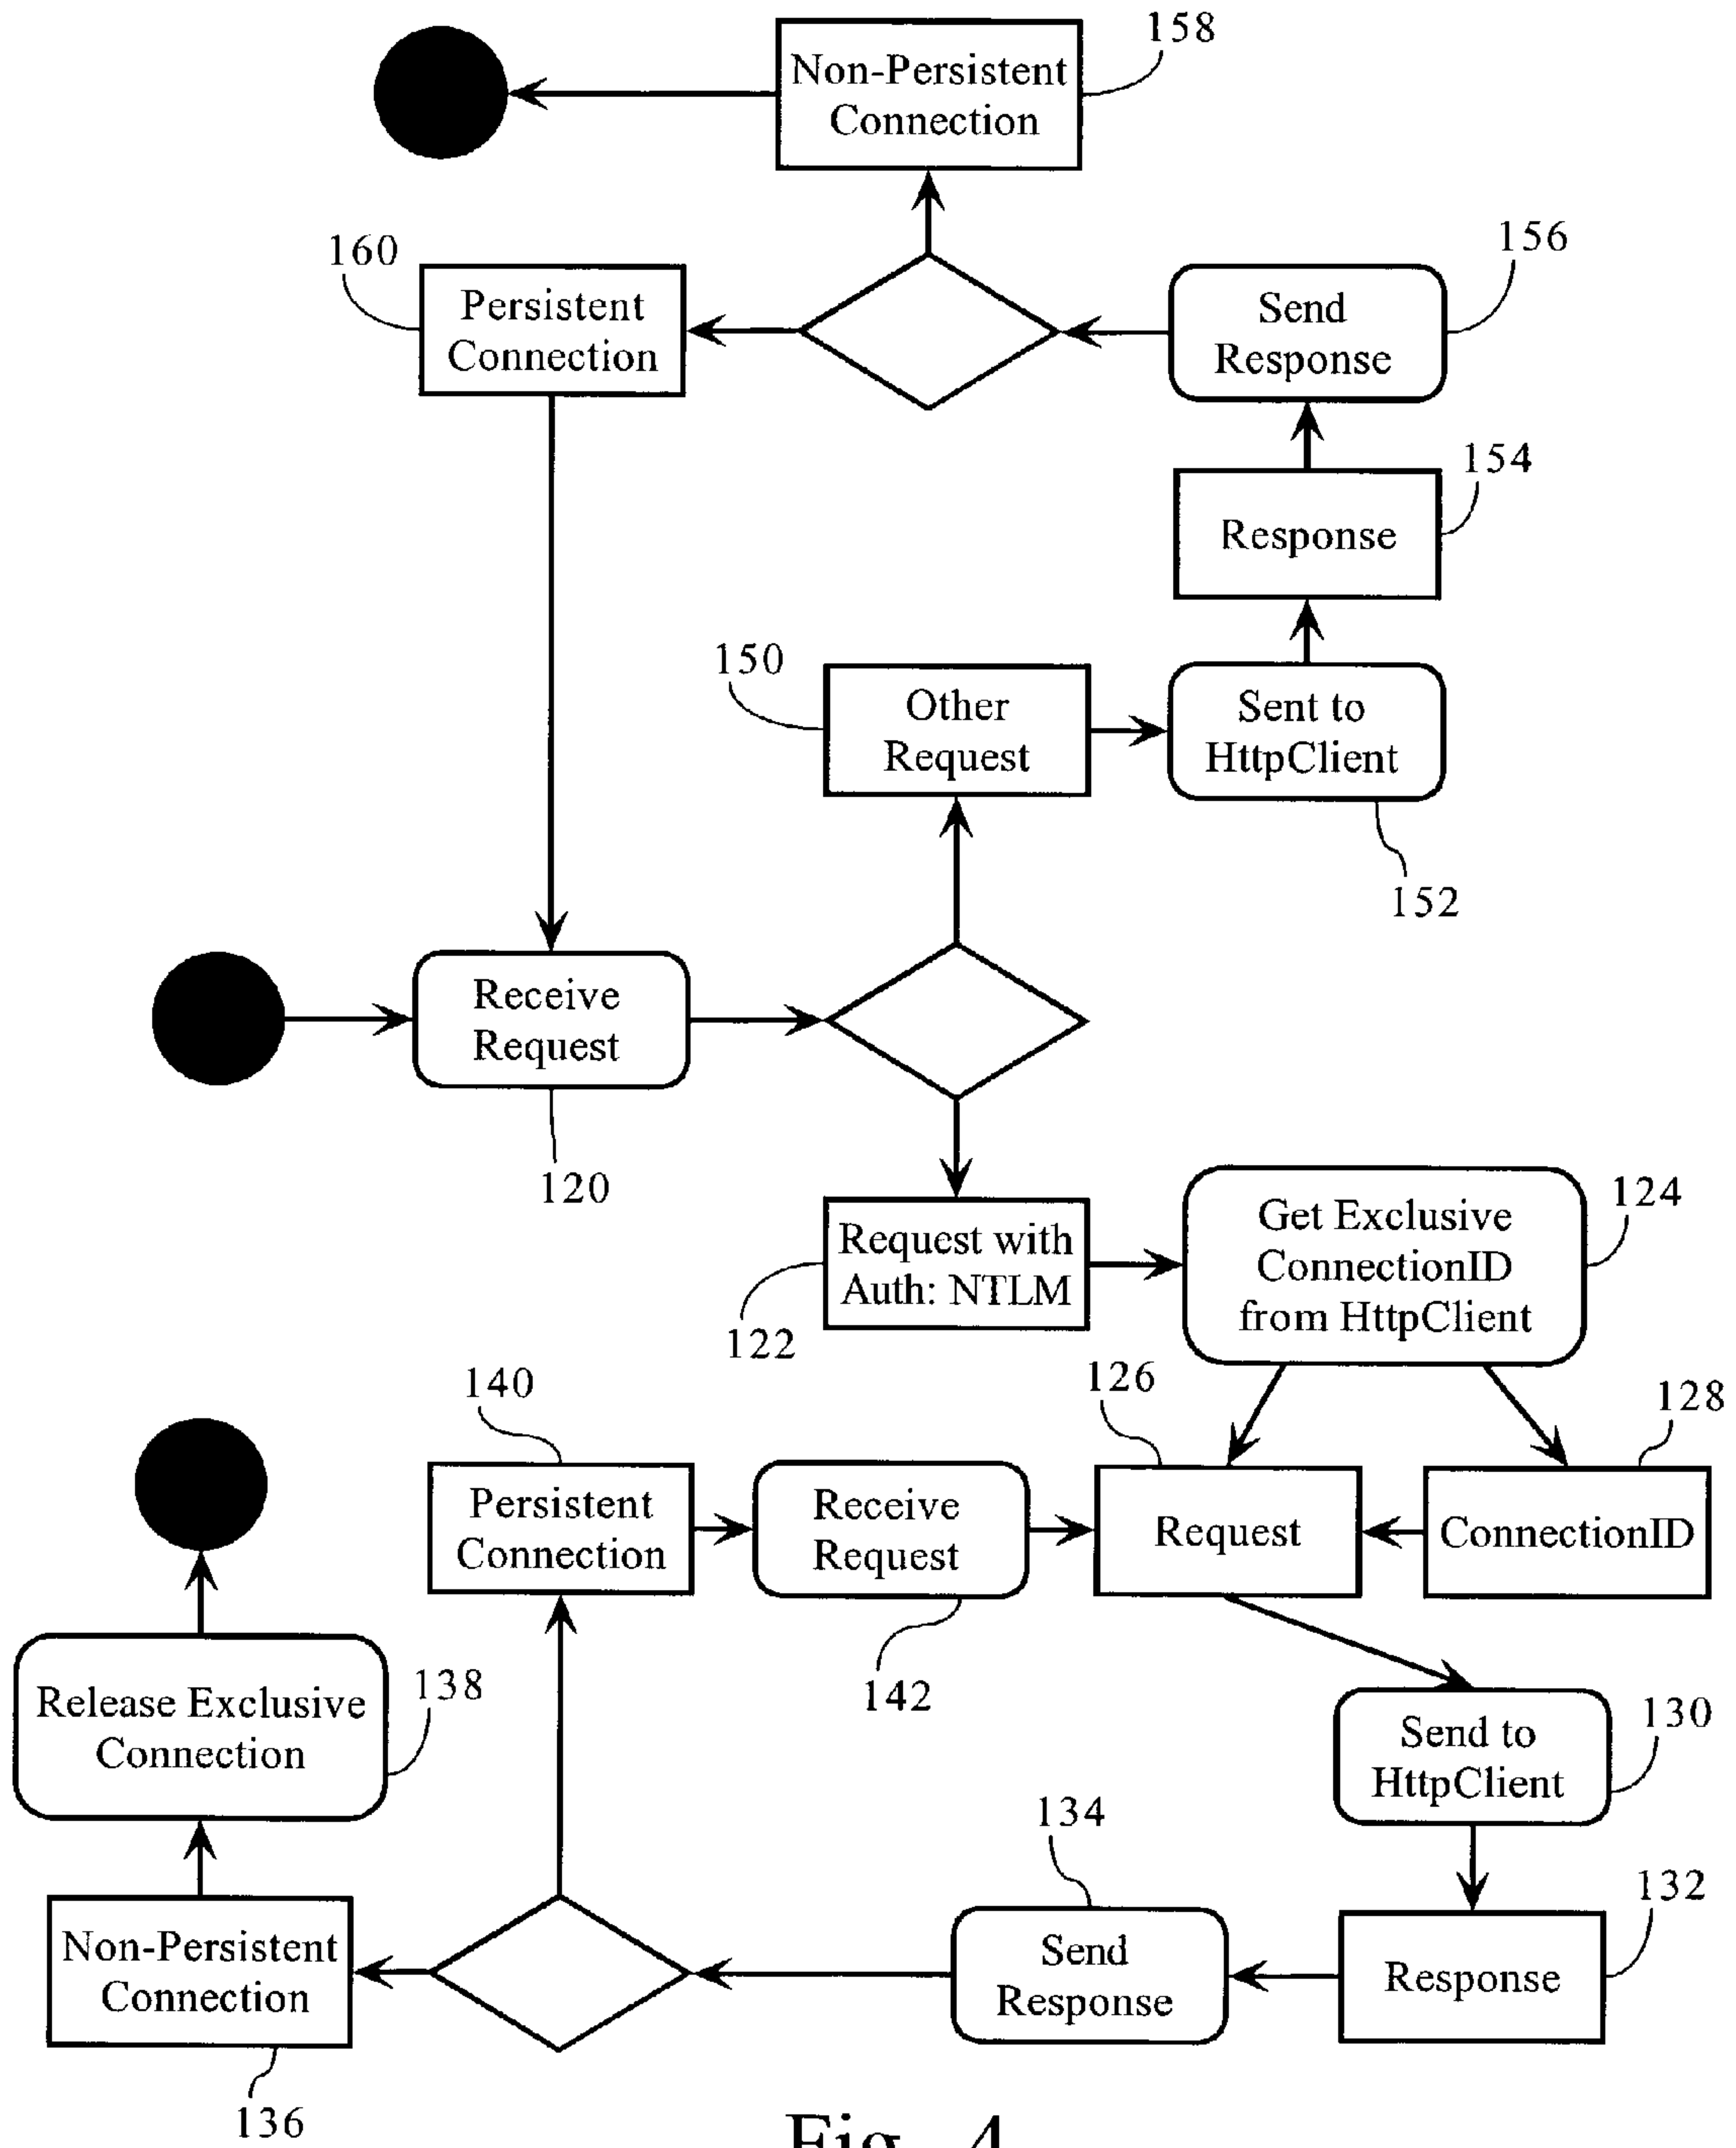 158
Non-Persistent
Connection
160
Persistent
Connection
156
Send
Response
154
Response
150
Other
Request
Sent to
HttpClient
152
Receive
Request
120
Request with
Auth: NTLM
122
Get Exclusive
ConnectionID
from HttpClient
124
126
128
140
Persistent
Connection
Receive
Request
142
Request
ConnectionID
Release Exclusive
Connection
138
Send to
HttpClient
130
134
Send
Response
132
Response
Non-Persistent
Connection
136
Fig. 4